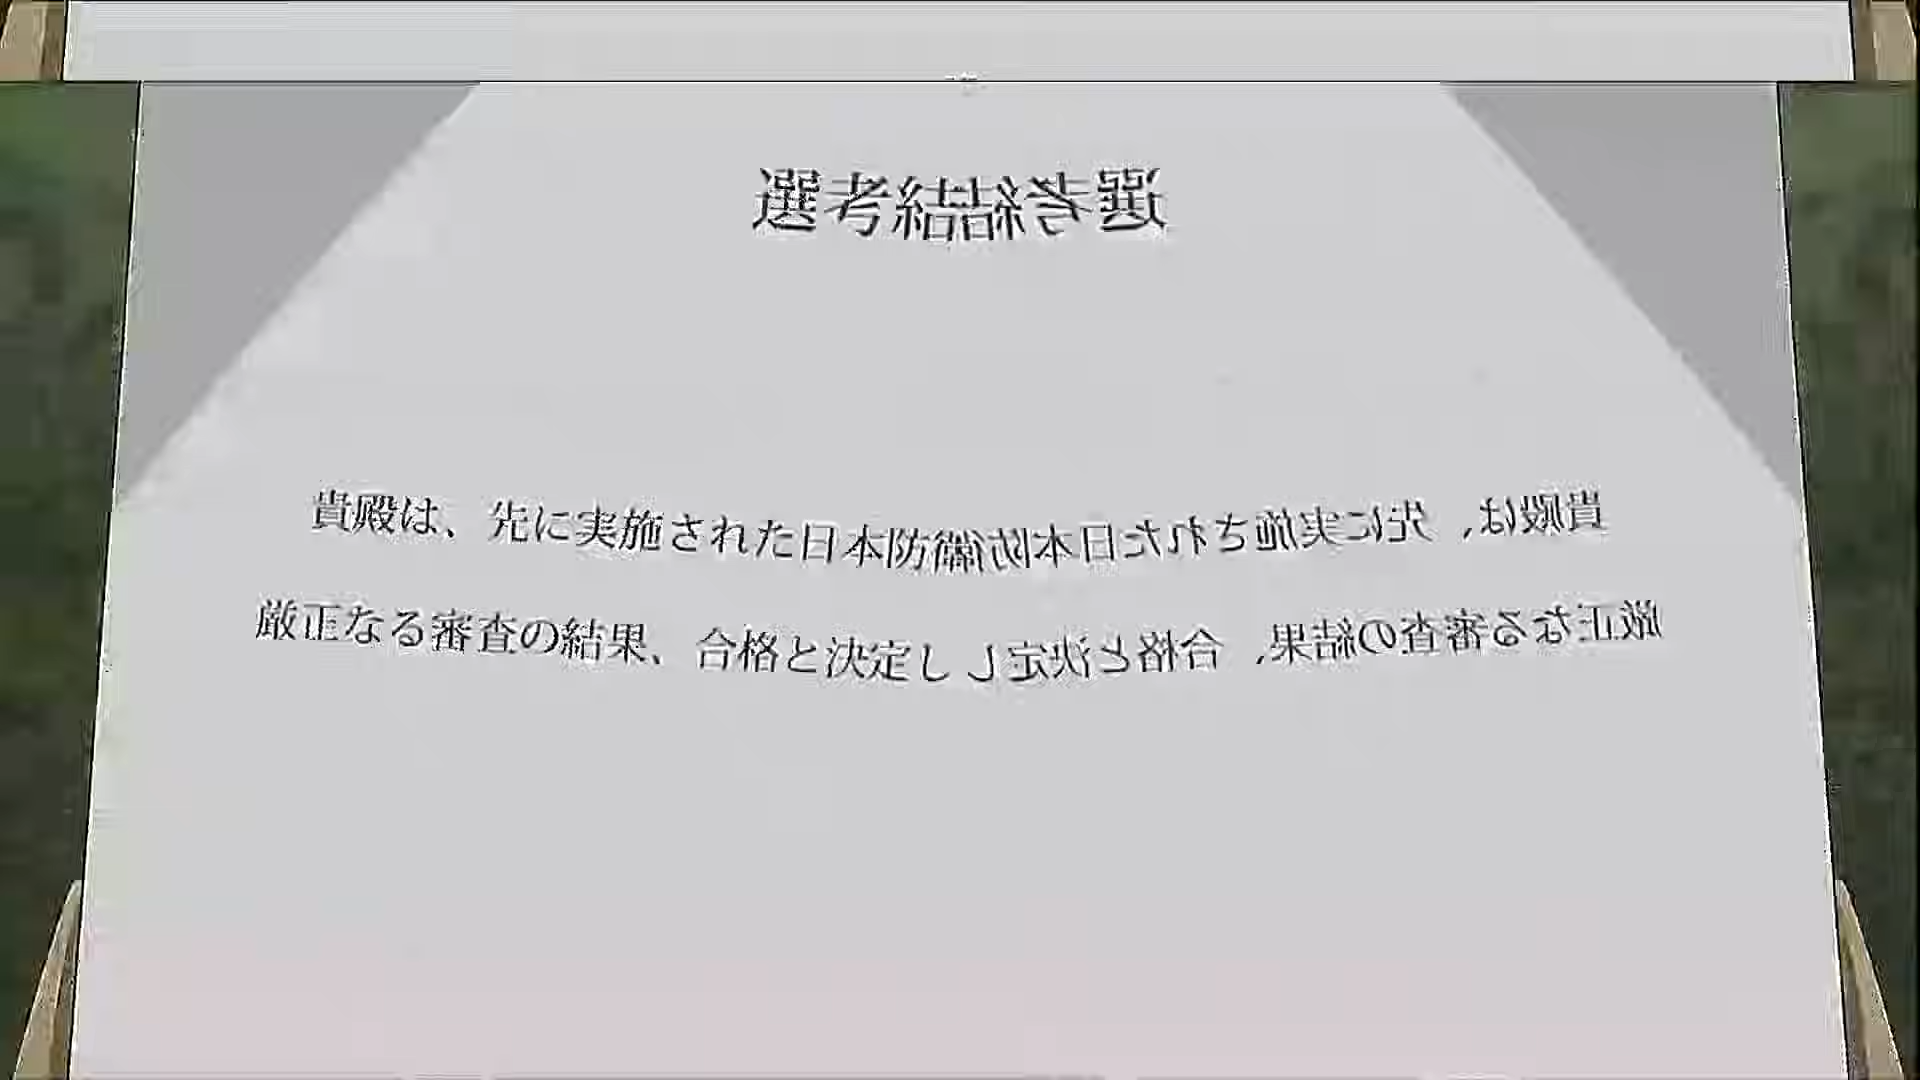 選考結
貴殿は、先に実施された日本防衛
厳正なる審査の結果、合格と決定し